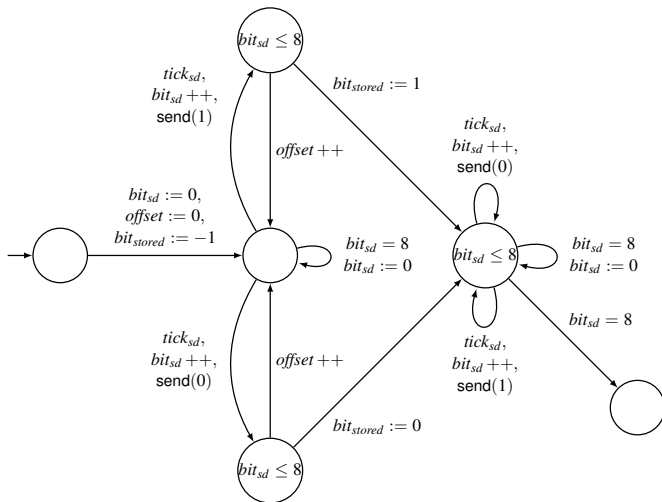 bit_sd ≤ 8
tick_sd,
bit_sd ++,
send(1)
bit_stored := 1
offset ++
tick_sd,
bit_sd ++,
send(0)
bit_sd := 0,
offset := 0,
bit_stored := −1
bit_sd = 8
bit_sd := 0
bit_sd ≤ 8
bit_sd = 8
bit_sd := 0
tick_sd,
bit_sd ++,
send(0)
offset ++
tick_sd,
bit_sd ++,
send(1)
bit_sd = 8
bit_stored := 0
bit_sd ≤ 8